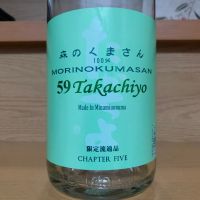 森のくまさん
100%
MORINOKUMASAN
59 Takachiyo
Made in Minamiuonuma
限定流通品
CHAPTER FIVE